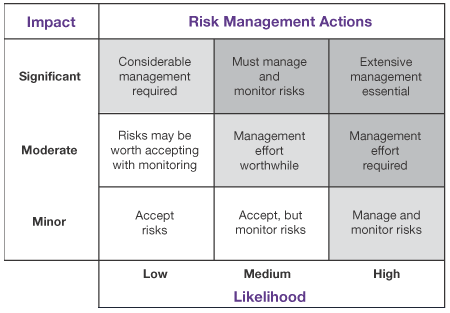 Impact
Risk Management Actions
Significant
Considerable
management
required
Must manage
and
monitor risks
Extensive
management
essential
Moderate
Risks may be
worth accepting
with monitoring
Management
effort
worthwhile
Management
effort
required
Minor
Accept
risks
Accept, but
monitor risks
Manage and
monitor risks
Low
Medium
High
Likelihood